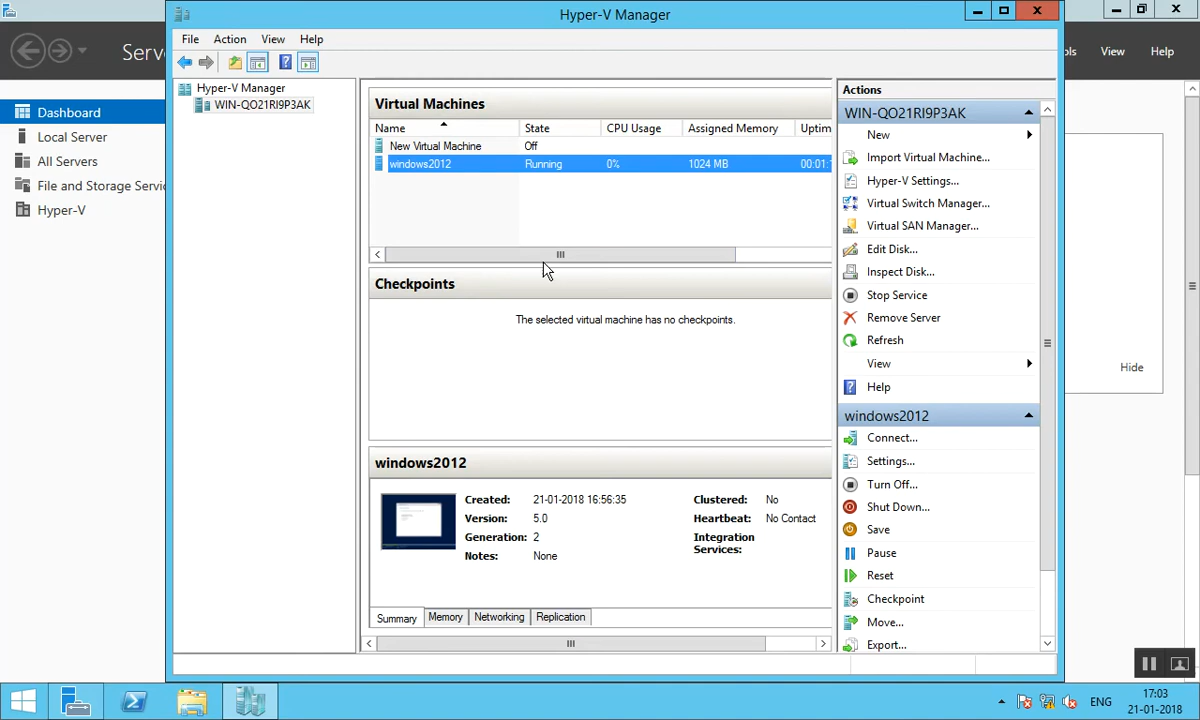 Hyper-V Manager
Serv
ls View Help
File Action View Help
Dashboard
Local Server
All Servers
File and Storage Servic
Hyper-V
Hyper-V Manager
WIN-QO21RI9P3AK
Virtual Machines
Name State CPU Usage Assigned Memory Uptim
New Virtual Machine Off
windows2012 Running 0% 1024 MB 00:01:
Checkpoints
The selected virtual machine has no checkpoints.
windows2012
Created: 21-01-2018 16:56:35
Version: 5.0
Generation: 2
Notes: None
Clustered: No
Heartbeat: No Contact
Integration
Services:
Summary Memory Networking Replication
Actions
WIN-QO21RI9P3AK
New
Import Virtual Machine...
Hyper-V Settings...
Virtual Switch Manager...
Virtual SAN Manager...
Edit Disk...
Inspect Disk...
Stop Service
Remove Server
Refresh
View
Help
windows2012
Connect...
Settings...
Turn Off...
Shut Down...
Save
Pause
Reset
Checkpoint
Move...
Export...
Hide
ENG
17:03
21-01-2018